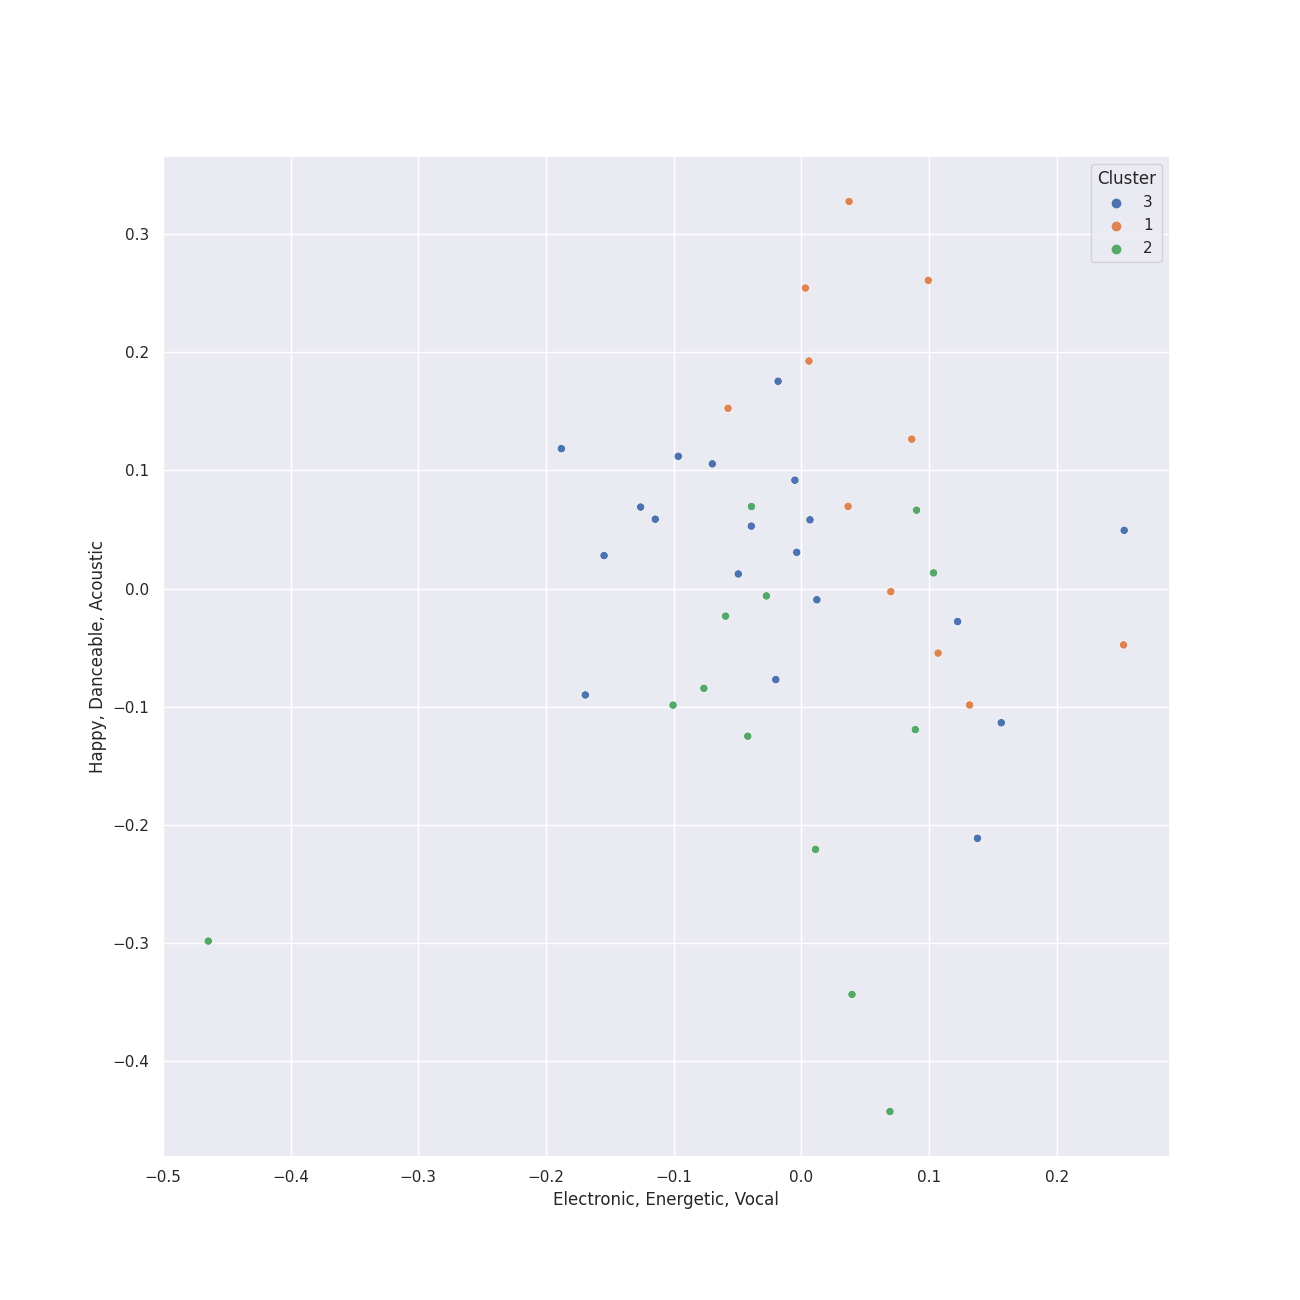 Cluster
3
1
2
0.3
0.2
0.1
0.0
−0.1
−0.2
−0.3
−0.4
Happy, Danceable, Acoustic
−0.5 −0.4 −0.3 −0.2 −0.1 0.0 0.1 0.2
Electronic, Energetic, Vocal